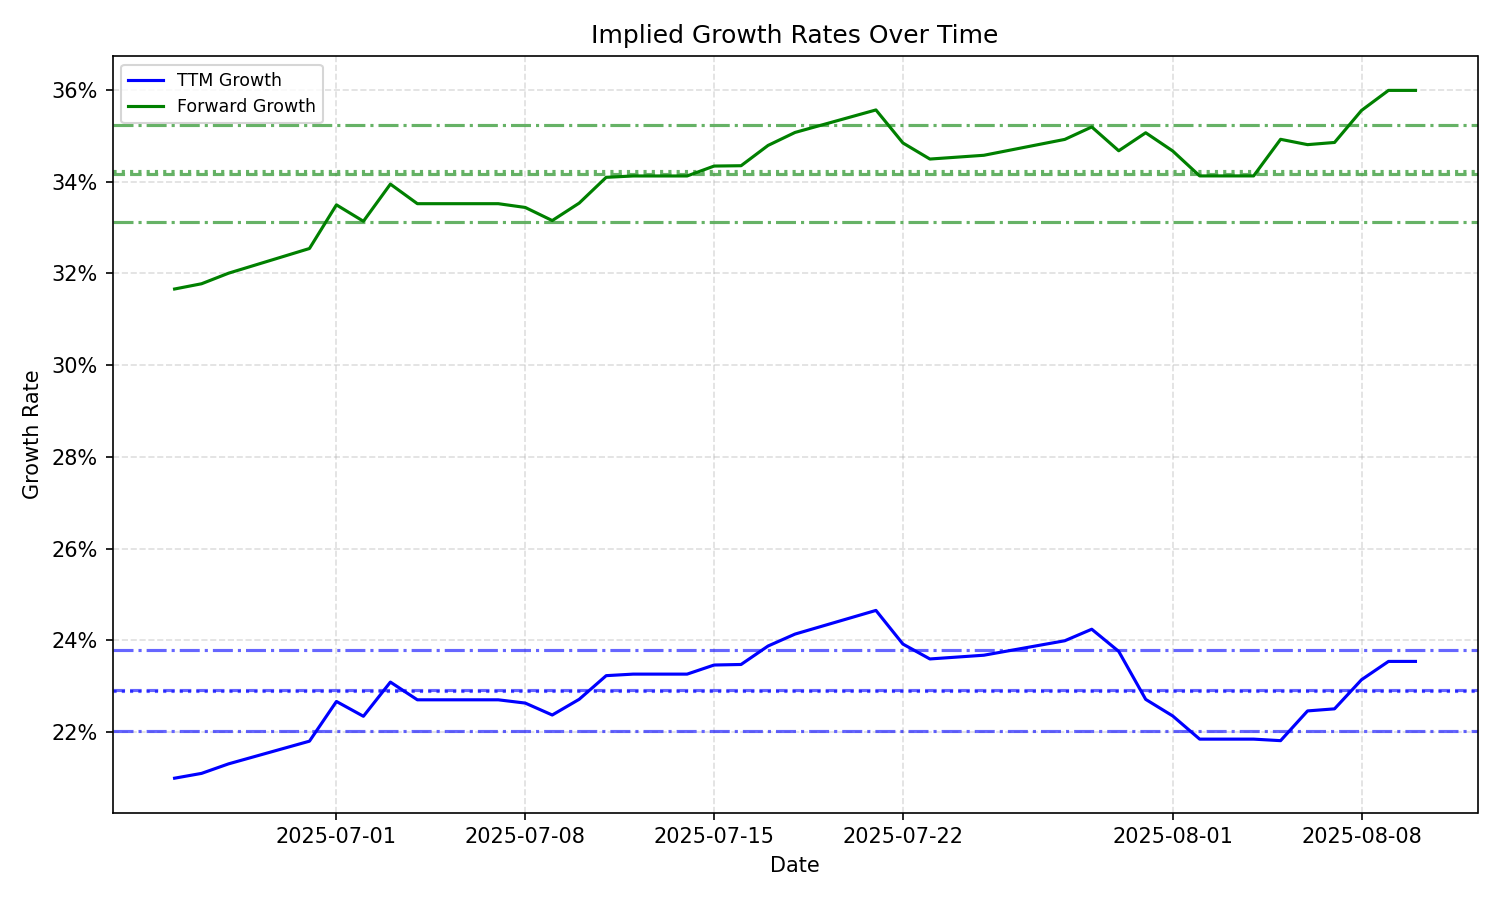 Implied Growth Rates Over Time
TTM Growth
Forward Growth
36%
34%
32%
30%
28%
26%
24%
22%
Growth Rate
2025-07-01
2025-07-08
2025-07-15
2025-07-22
2025-08-01
2025-08-08
Date